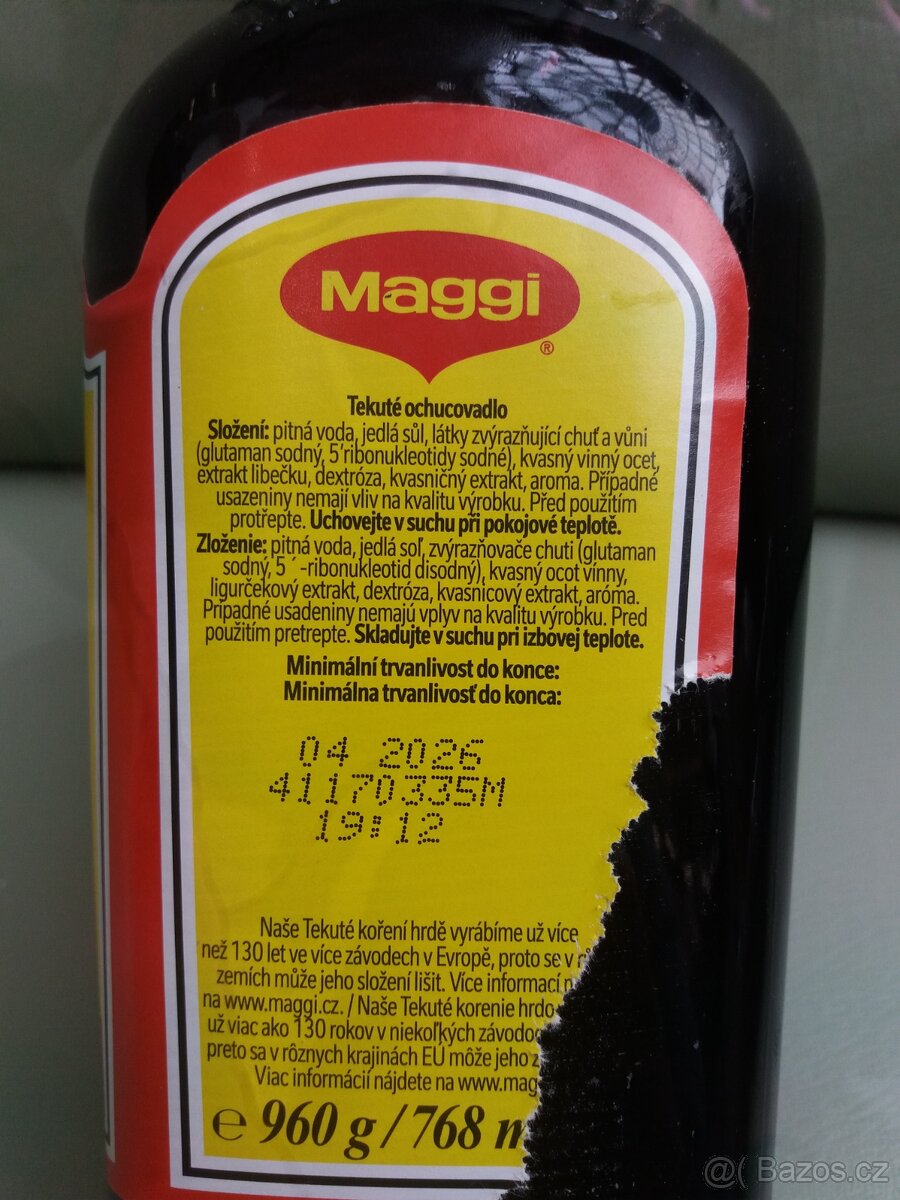 Maggi
®
Tekuté ochucovadlo
Složení: pitná voda, jedlá sůl, látky zvýrazňující chuť a vůni
(glutaman sodný, 5'ribonukleotidy sodné), kvasný vinný ocet,
extrakt libečku, dextróza, kvasničný extrakt, aroma. Případné
usazeniny nemají vliv na kvalitu výrobku. Před použitím
protřepte. Uchovejte v suchu při pokojové teplotě.
Zloženie: pitná voda, jedlá soľ, zvýrazňovače chuti (glutaman
sodný, 5 ´ -ribonukleotid disodný), kvasný ocot vínny,
ligurčekový extrakt, dextróza, kvasnicový extrakt, aróma.
Prípadné usadeniny nemajú vplyv na kvalitu výrobku. Pred
použitím pretrepte. Skladujte v suchu pri izbovej teplote.
Minimální trvanlivost do konce:
Minimálna trvanlivosť do konca:
04 2026
41170335M
19:12
Naše Tekuté koření hrdě vyrábíme už více
než 130 let ve více závodech v Evropě, proto se v
zemích může jeho složení lišit. Více informací
na www.maggi.cz. / Naše Tekuté korenie hrdo
už viac ako 130 rokov v niekoľkých závodoc
preto sa v rôznych krajinách EÚ môže jeho
Viac informácií nájdete na www.mag
e 960 g / 768 m
@( Bazos.cz